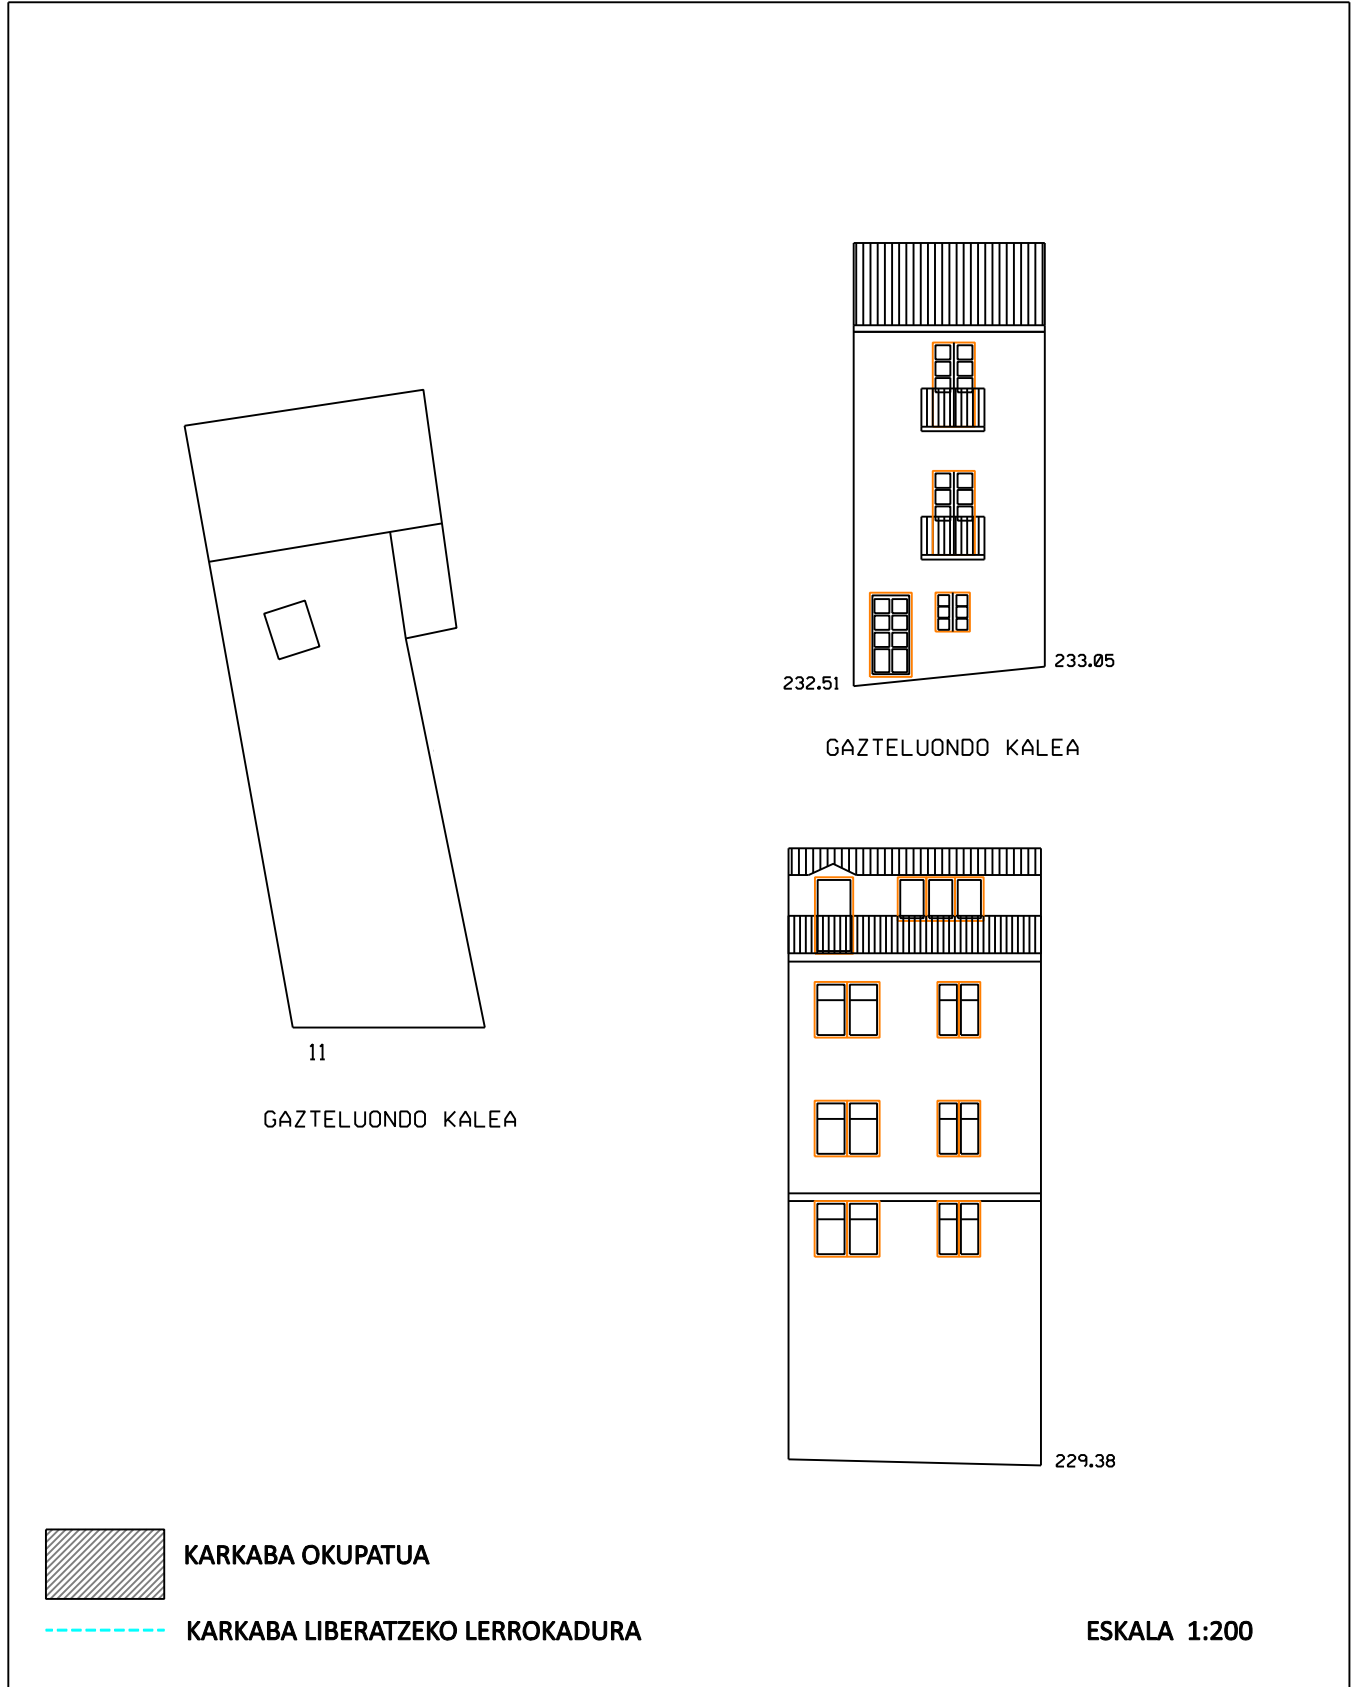 233.05
232.51
GAZTELUONDO KALEA
11
GAZTELUONDO KALEA
229.38
KARKABA OKUPATUA
KARKABA LIBERATZEKO LERROKADURA
ESKALA 1:200